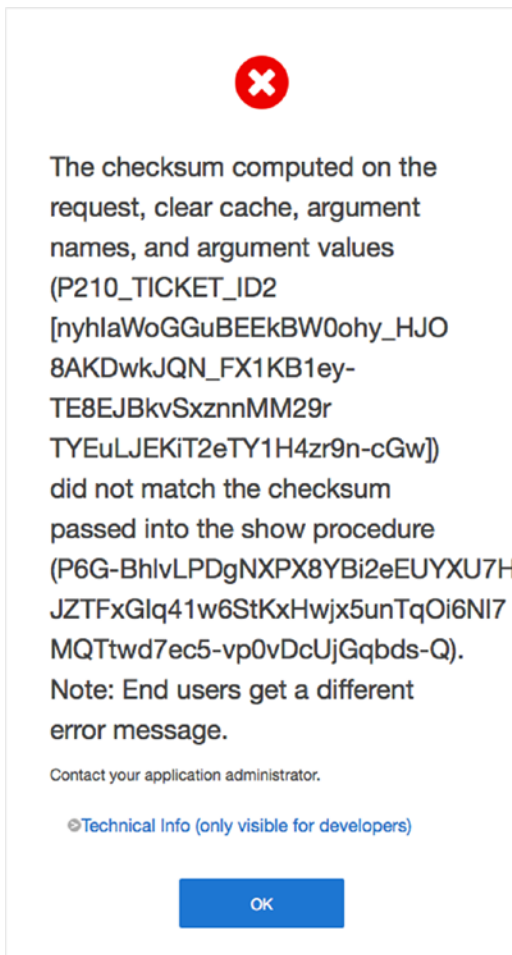 The checksum computed on the
request, clear cache, argument
names, and argument values
(P210_TICKET_ID2
[nyhlaWoGGuBEEkBW0ohy_HJO
8AKDwkJQN_FX1KB1ey-
TE8EJBkvSxznnMM29r
TYEuLJEKiT2eTY1H4zr9n-cGw])
did not match the checksum
passed into the show procedure
(P6G-BhlvLPDgNXPX8YBi2eEUYXU7H
JZTFxGlq41w6StKxHwjx5unTqOi6Nl7
MQTtwd7ec5-vp0vDcUjGqbds-Q).
Note: End users get a different
error message.
Contact your application administrator.
Technical Info (only visible for developers)
OK